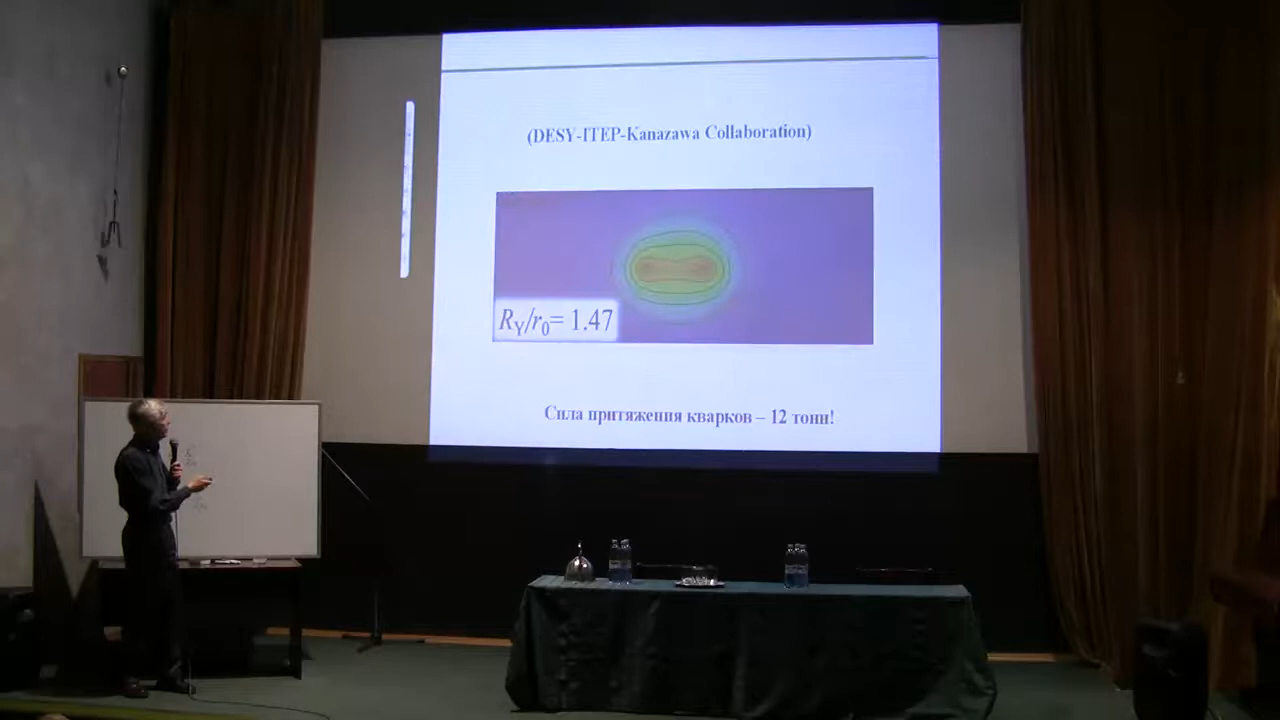 (DESY-ITEP-Kanazawa Collaboration)
R_Y/r_0= 1.47
Сила притяжения кварков – 12 тонн!